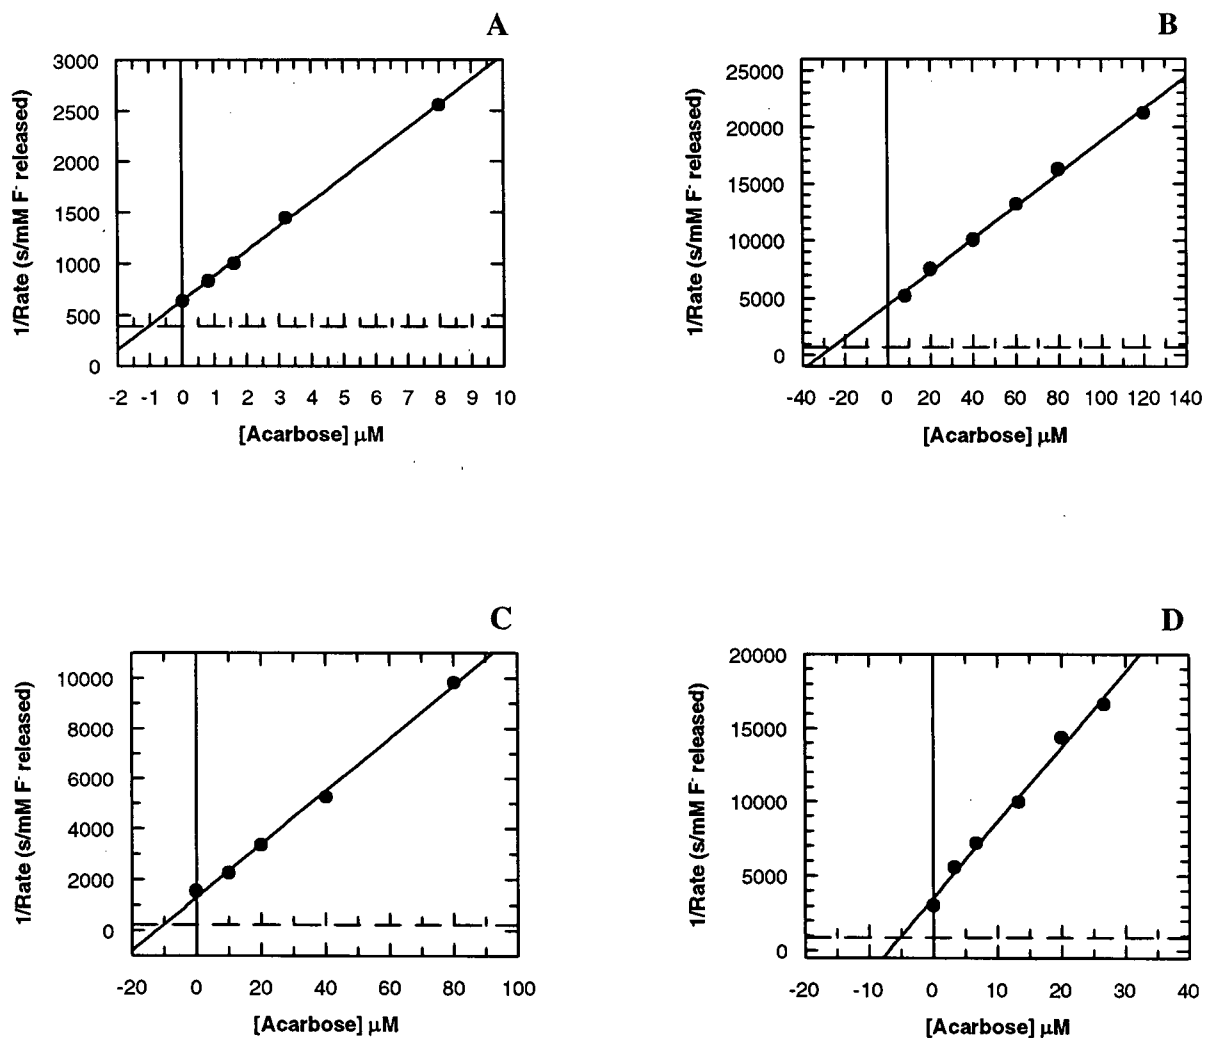 A
1/Rate (s/mM F⁻ released)
3000
2500
2000
1500
1000
500
0
-2 -1 0 1 2 3 4 5 6 7 8 9 10
[Acarbose] µM
B
1/Rate (s/mM F⁻ released)
25000
20000
15000
10000
5000
0
-40 -20 0 20 40 60 80 100 120 140
[Acarbose] µM
C
1/Rate (s/mM F⁻ released)
10000
8000
6000
4000
2000
0
-20 0 20 40 60 80 100
[Acarbose] µM
D
1/Rate (s/mM F⁻ released)
20000
15000
10000
5000
0
-20 -10 0 10 20 30 40
[Acarbose] µM